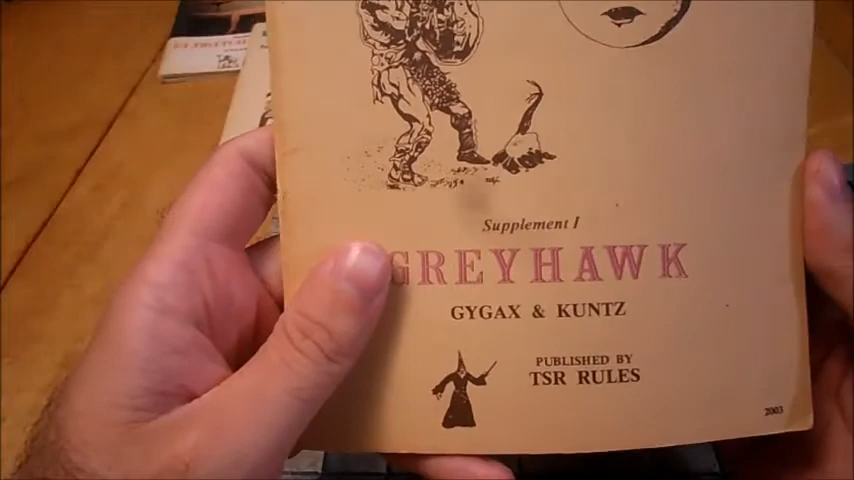 Supplement I
GREYHAWK
GYGAX & KUNTZ
PUBLISHED BY
TSR RULES
2003